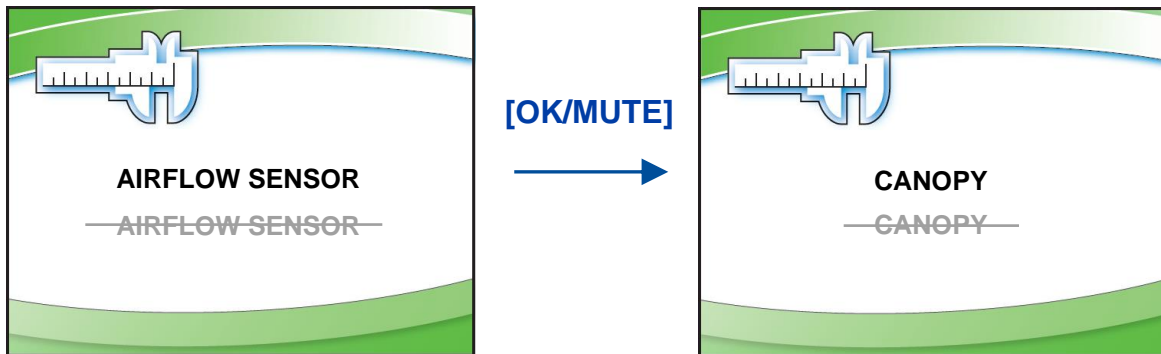 AIRFLOW SENSOR
AIRFLOW SENSOR
[OK/MUTE]
CANOPY
CANOPY